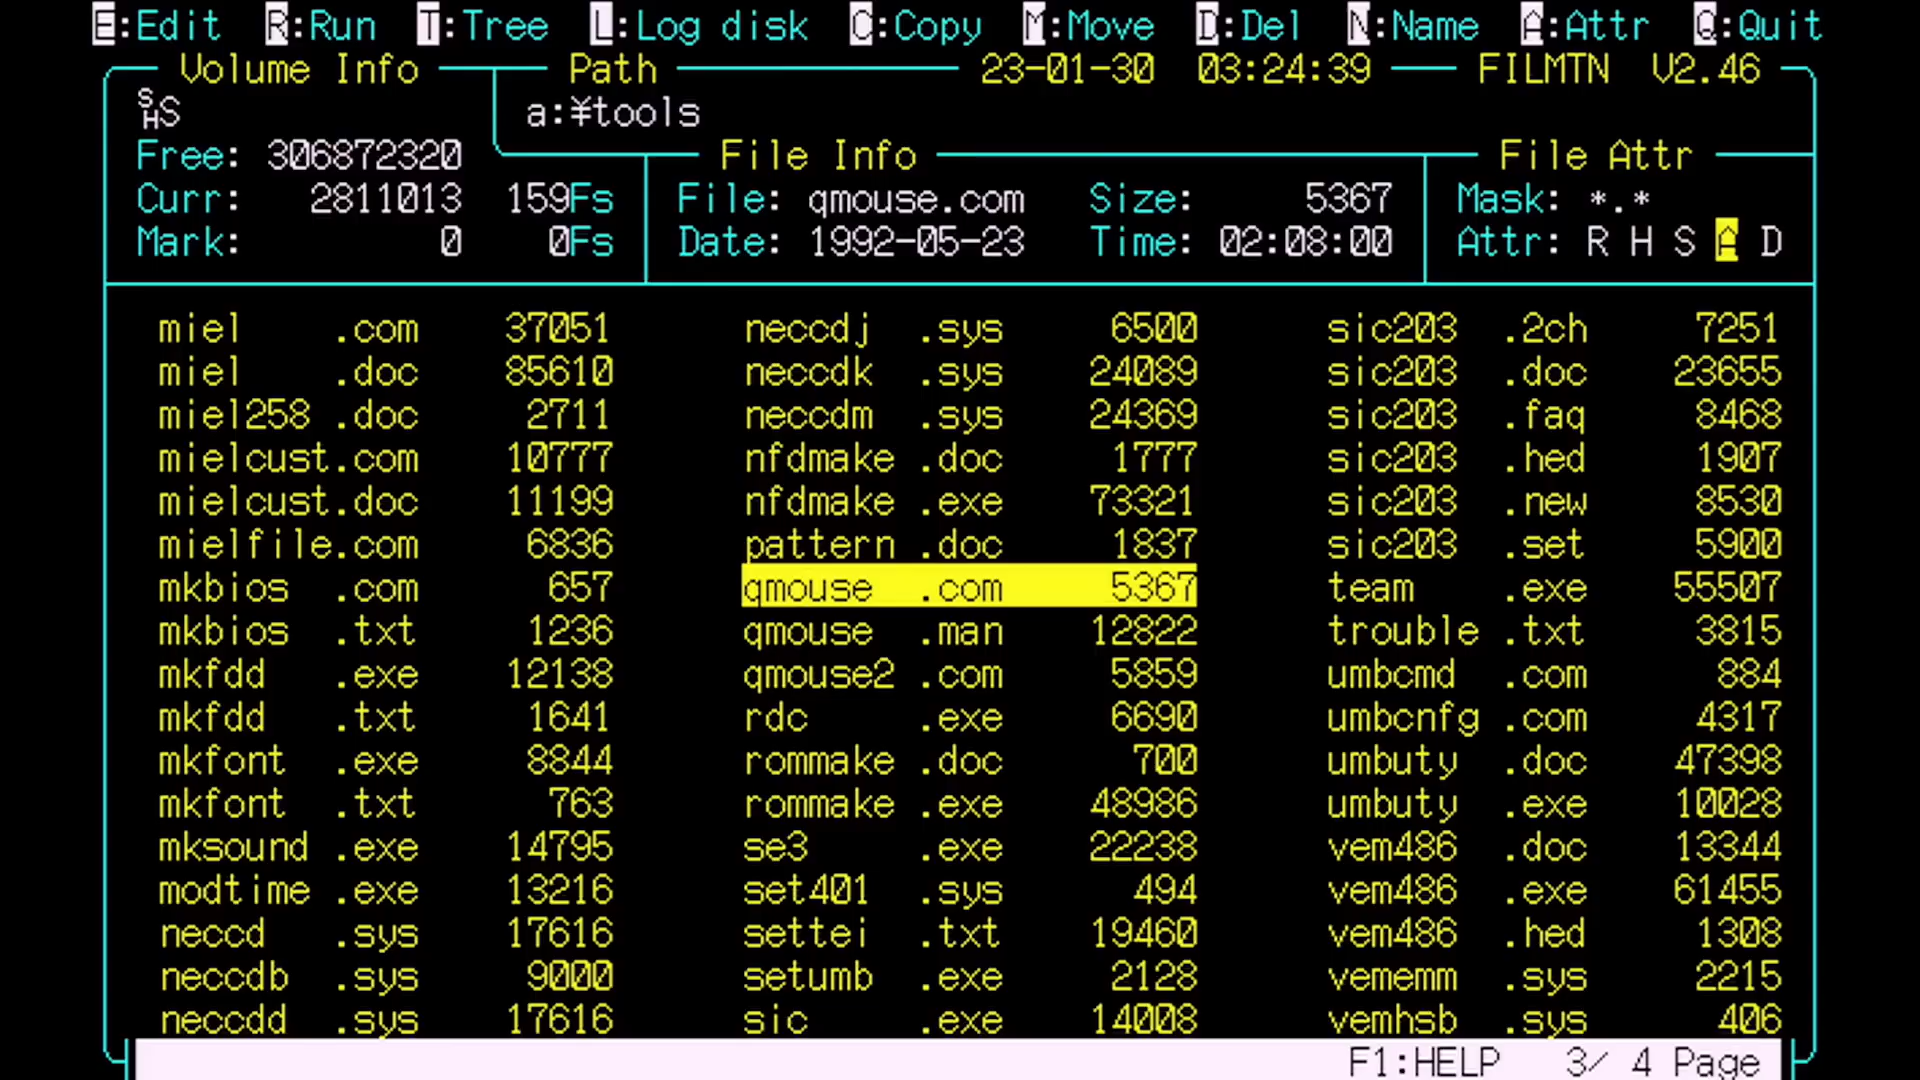 E:Edit R:Run T:Tree L:Log disk C:Copy M:Move D:Del N:Name A:Attr Q:Quit
Volume Info Path 23-01-30 03:24:39 FILMTN V2.46
a:¥tools
Free: 306872320 File Info File Attr
Curr: 2811013 159Fs File: qmouse.com Size: 5367 Mask: *.*
Mark: 0 0Fs Date: 1992-05-23 Time: 02:08:00 Attr: R H S A D
miel .com 37051 neccdj .sys 6500 sic203 .2ch 7251
miel .doc 85610 neccdk .sys 24089 sic203 .doc 23655
miel258 .doc 2711 neccdm .sys 24369 sic203 .faq 8468
mielcust.com 10777 nfdmake .doc 1777 sic203 .hed 1907
mielcust.doc 11199 nfdmake .exe 73321 sic203 .new 8530
mielfile.com 6836 pattern .doc 1837 sic203 .set 5900
mkbios .com 657 qmouse .com 5367 team .exe 55507
mkbios .txt 1236 qmouse .man 12822 trouble .txt 3815
mkfdd .exe 12138 qmouse2 .com 5859 umbcmd .com 884
mkfdd .txt 1641 rdc .exe 6690 umbcnfg .com 4317
mkfont .exe 8844 rommake .doc 700 umbuty .doc 47398
mkfont .txt 763 rommake .exe 48986 umbuty .exe 10028
mksound .exe 14795 se3 .exe 22238 vem486 .doc 13344
modtime .exe 13216 set401 .sys 494 vem486 .exe 61455
neccd .sys 17616 settei .txt 19460 vem486 .hed 1308
neccdb .sys 9000 setumb .exe 2128 vememm .sys 2215
neccdd .sys 17616 sic .exe 14008 vemhsb .sys 406
F1:HELP 3/ 4 Page